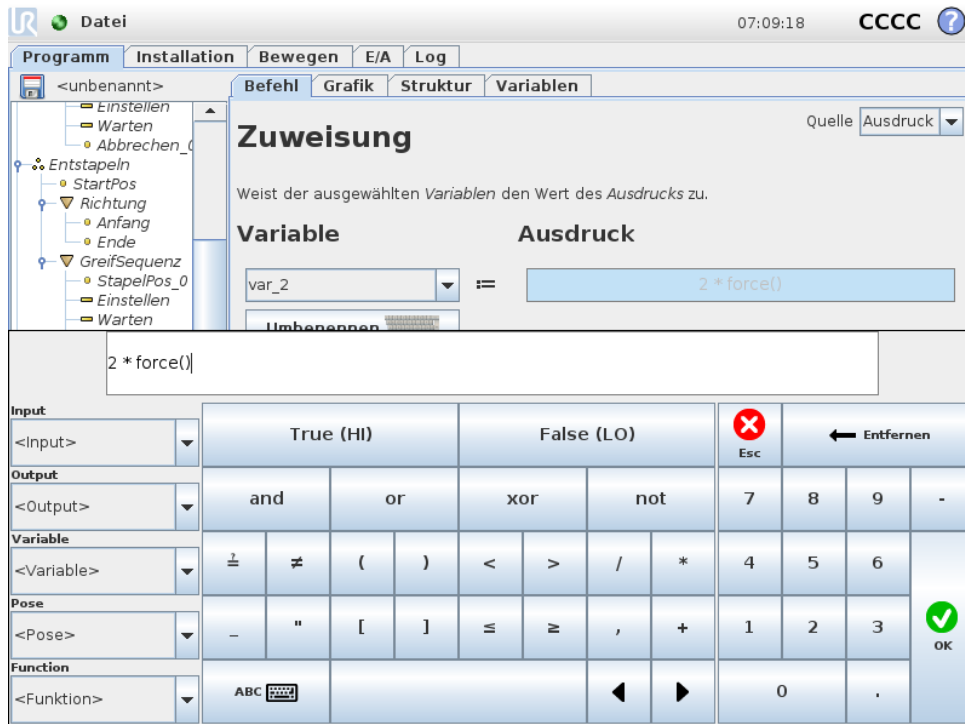 UR Datei 07:09:18 CCCC ?
Programm Installation Bewegen E/A Log
<unbenannt> Befehl Grafik Struktur Variablen
Einstellen
Warten
Abbrechen_0
Entstapeln
StartPos
Richtung
Anfang
Ende
GreifSequenz
StapelPos_0
Einstellen
Warten
Quelle Ausdruck
Zuweisung
Weist der ausgewählten Variablen den Wert des Ausdrucks zu.
Variable Ausdruck
var_2 := 2 * force()
Umbenennen
2 * force()
Input
<Input>
Output
<Output>
Variable
<Variable>
Pose
<Pose>
Function
<Funktion>
True (HI) False (LO) Esc Entfernen
and or xor not 7 8 9 -
≟ ≠ ( ) < > / * 4 5 6
_ " [ ] ≤ ≥ , + 1 2 3 OK
ABC 0 .